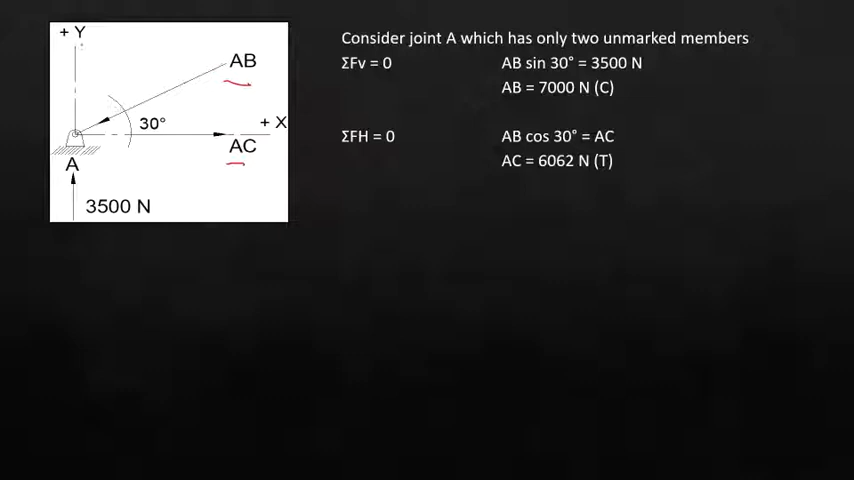 + Y
AB
30°
+ X
AC
A
3500 N
Consider joint A which has only two unmarked members
ΣFv = 0 AB sin 30° = 3500 N
AB = 7000 N (C)
ΣFH = 0 AB cos 30° = AC
AC = 6062 N (T)